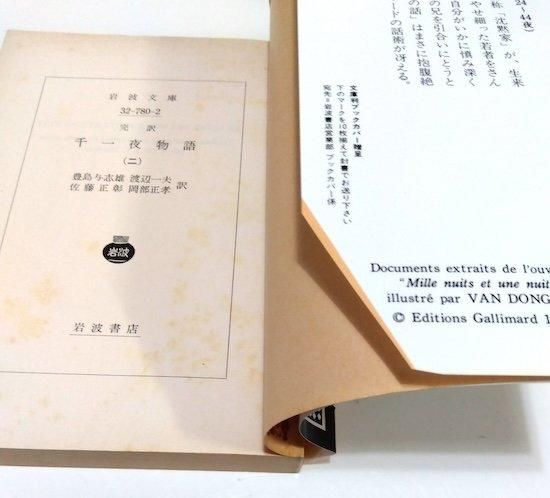 岩波文庫
32-780-2
完訳
千一夜物語
(二)
豊島与志雄 渡辺一夫
佐藤正彰 岡部正孝 訳
岩波
岩波書店
24~44夜)
称「沈黙家」が、生来
やせ細った若者をさん
自分がいかに慎み深く
の兄を引合いにとうと
の話」はまさに抱腹絶
ードの話術が冴える。
文庫判ブックカバー贈呈
下のマークを10枚揃えて封書でお送り下さい
宛先=岩波書店営業部 ブックカバー係
Documents extraits de l'ouv
"Mille nuits et une nuit
illustré par VAN DONG
© Editions Gallimard 1